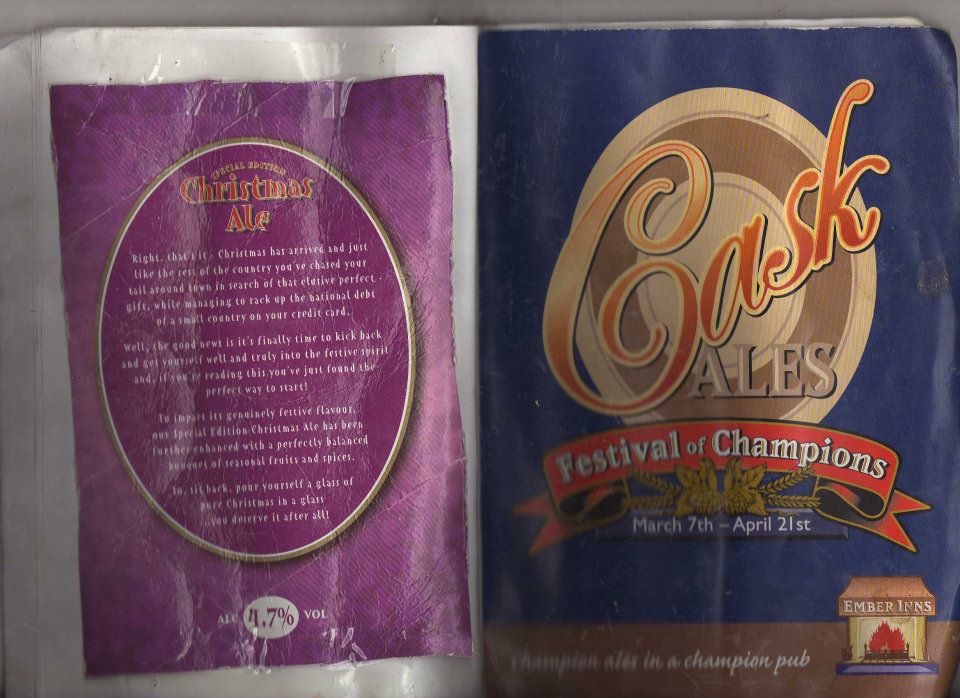 SPECIAL EDITION
Christmas
Ale
Right, that's it - Christmas has arrived and just
like the rest of the country you've chased your
tail around town in search of that elusive perfect
gift, while managing to rack up the national debt
of a small country on your credit card.
Well, the good news is it's finally time to kick back
and get yourself well and truly into the festive spirit
and, if you're reading this you've just found the
perfect way to start!
To impart its genuinely festive flavour,
our Special Edition Christmas Ale has been
further enhanced with a perfectly balanced
bouquet of seasonal fruits and spices.
So, sit back, pour yourself a glass of
pure Christmas in a glass
...you deserve it after all!
ALC 4.7% VOL
Cask
ALES
Festival of Champions
March 7th – April 21st
EMBER INNS
Champion ales in a champion pub